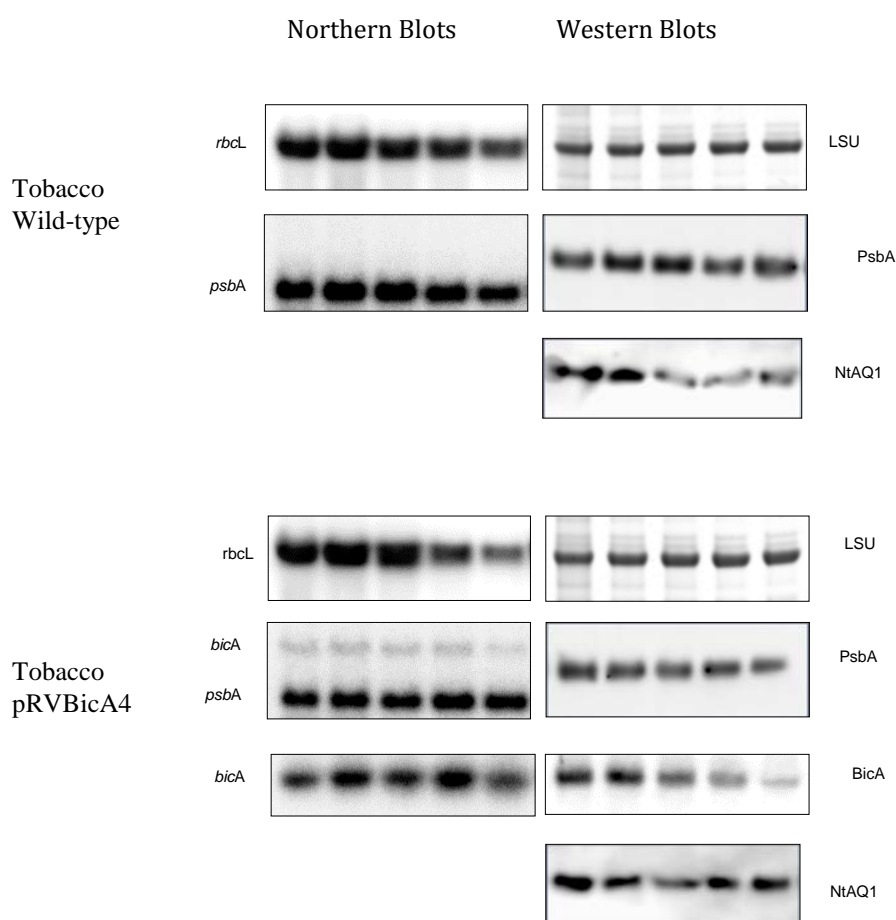 Northern Blots Western Blots
rbcL LSU
Tobacco
Wild-type
psbA PsbA
NtAQ1
rbcL LSU
bicA
PsbA
Tobacco
pRVBicA4
psbA
bicA BicA
NtAQ1